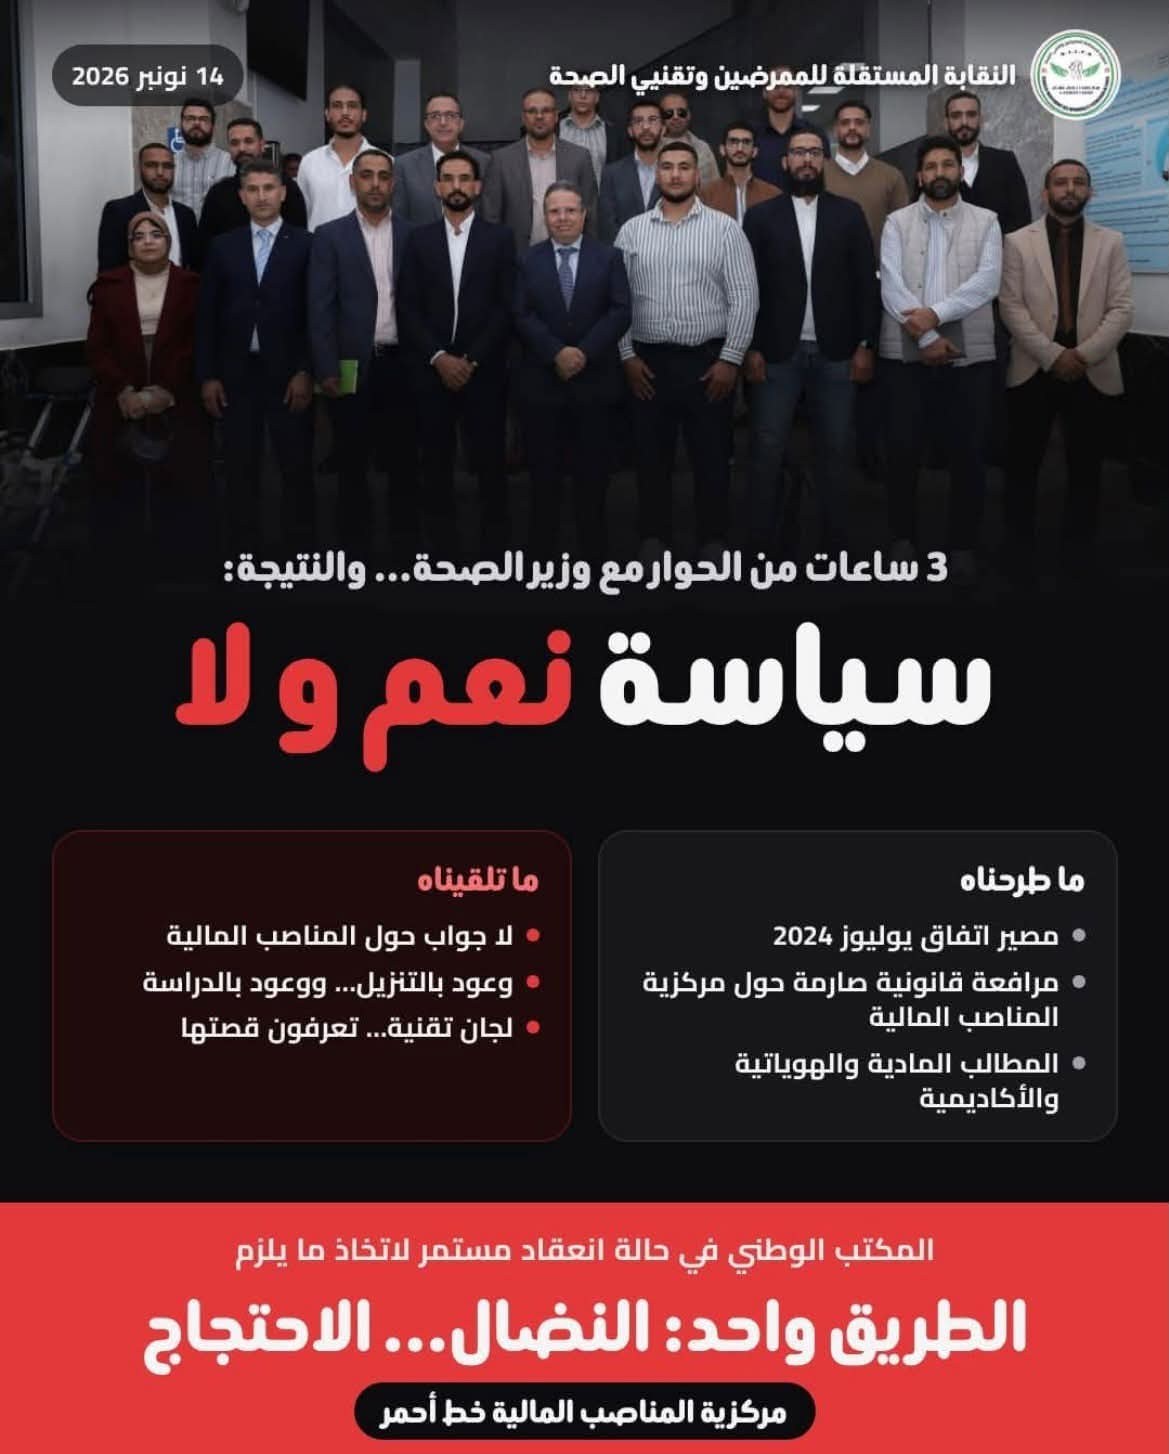 النقابة المستقلة للممرضين وتقنيي الصحة
14 نونبر 2026
3 ساعات من الحوار مع وزير الصحة... والنتيجة:
سياسة نعم ولا
ما طرحناه
مصير اتفاق يوليوز 2024
مرافعة قانونية صارمة حول مركزية
المناصب المالية
المطالب المادية والهوياتية
والأكاديمية
ما تلقيناه
لا جواب حول المناصب المالية
وعود بالتنزيل... ووعود بالدراسة
لجان تقنية... تعرفون قصتها
المكتب الوطني في حالة انعقاد مستمر لاتخاذ ما يلزم
الطريق واحد: النضال... الاحتجاج
مركزية المناصب المالية خط أحمر